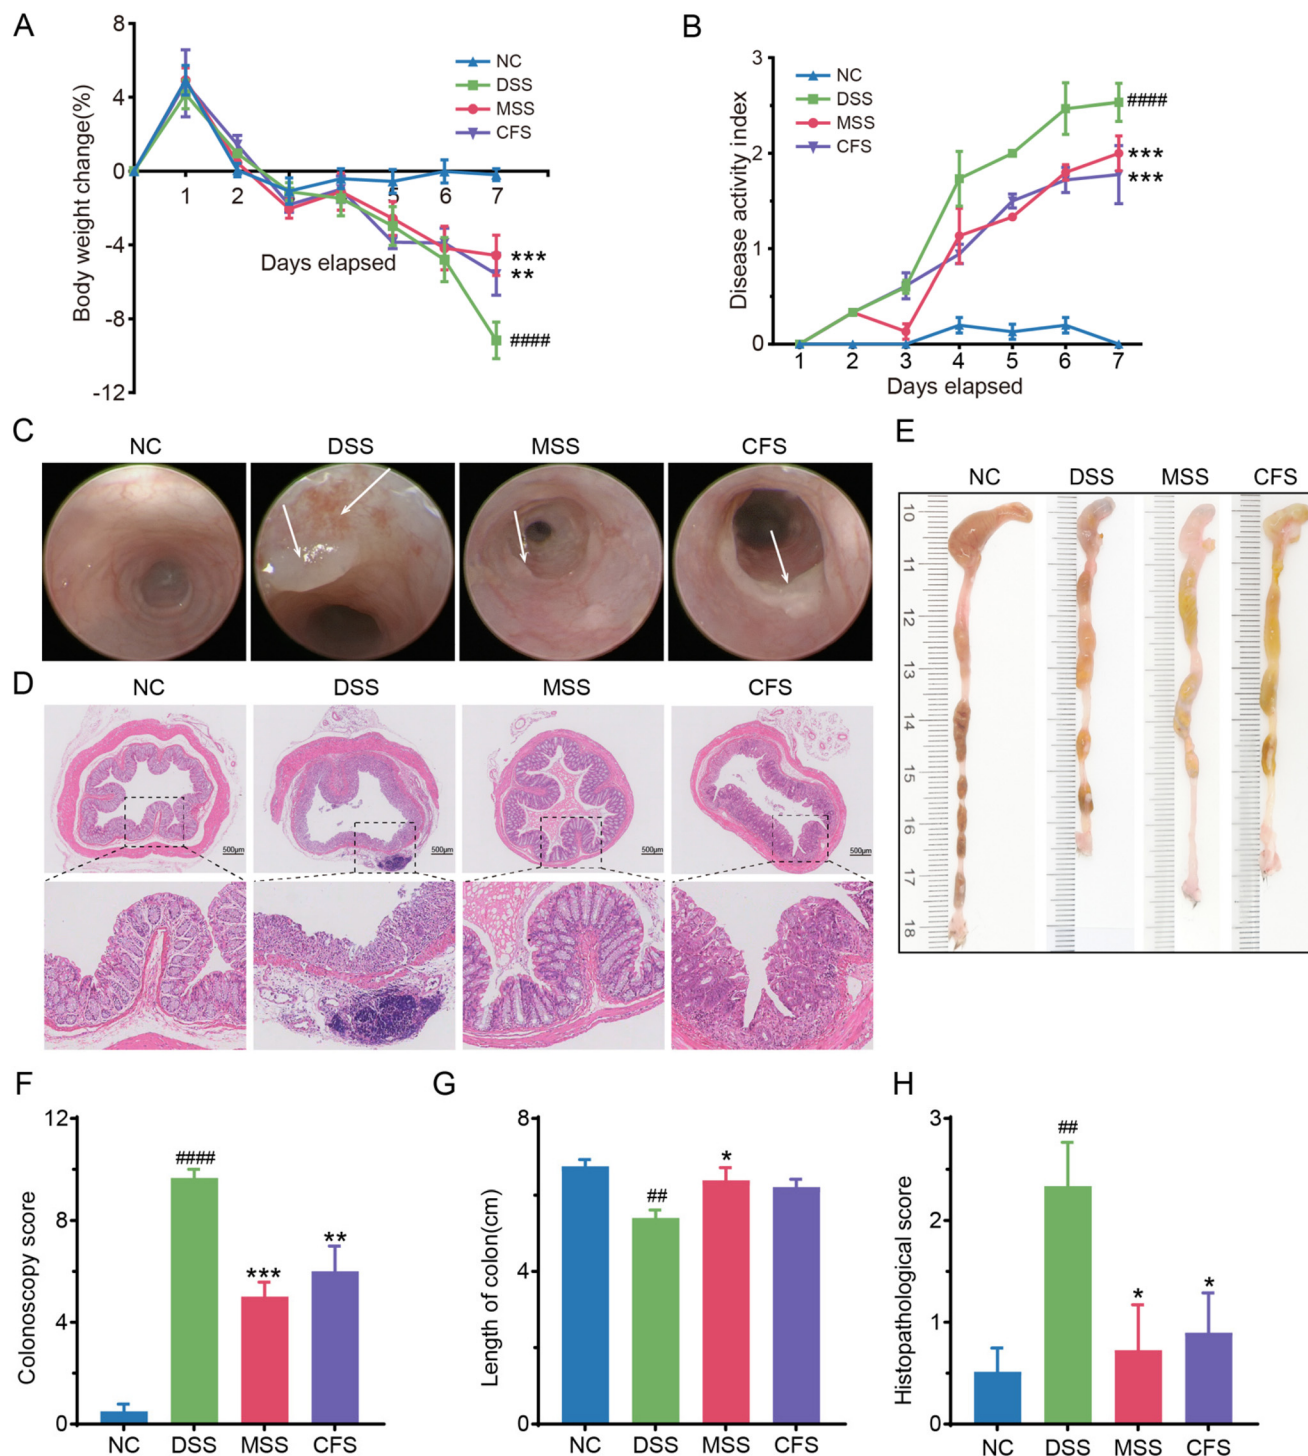 A
8
4
0
-4
-8
-12
Body weight change(%)
1
2
3
4
5
6
7
Days elapsed
NC
DSS
MSS
CFS
***
**
####
B
3
2
1
0
Disease activity index
NC
DSS
MSS
CFS
####
***
***
1 2 3 4 5 6 7
Days elapsed
C
NC DSS MSS CFS
D
NC DSS MSS CFS
500μm 500μm 500μm 500μm
E
NC DSS MSS CFS
10
11
12
13
14
15
16
17
18
F
12
8
4
0
Colonoscopy score
####
***
**
NC DSS MSS CFS
G
8
4
0
Length of colon(cm)
##
*
NC DSS MSS CFS
H
3
2
1
0
Histopathological score
##
*
*
NC DSS MSS CFS